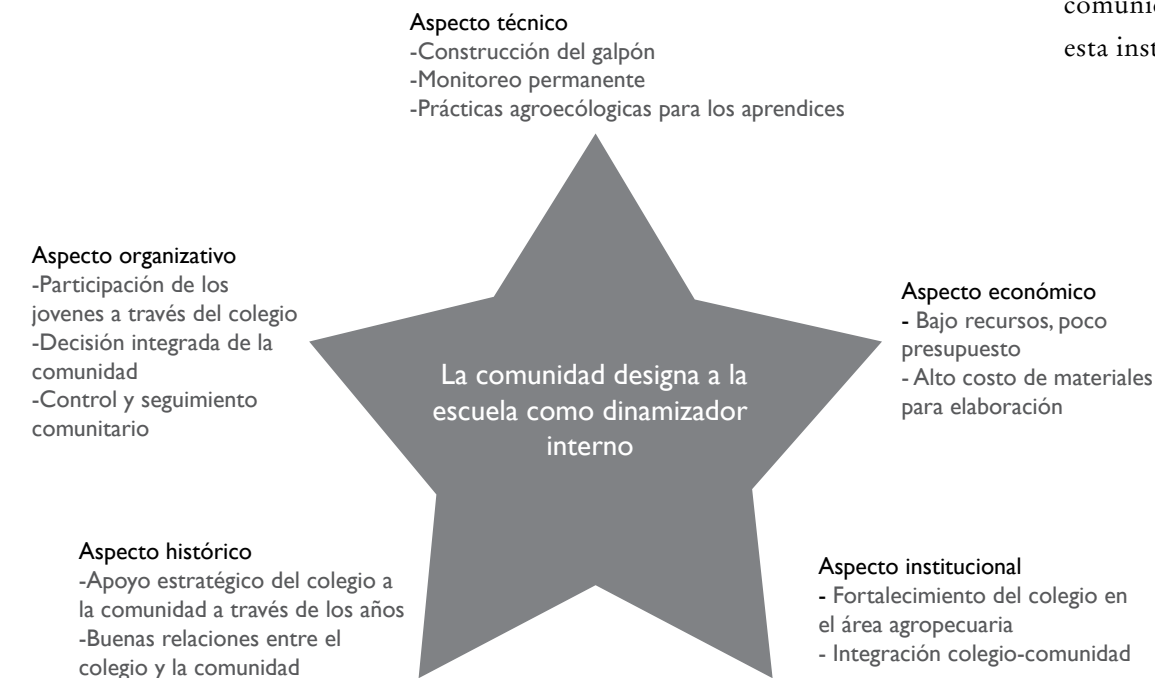 comunid
esta inst
Aspecto técnico
-Construcción del galpón
-Monitoreo permanente
-Prácticas agroecólogicas para los aprendices
Aspecto organizativo
-Participación de los
jovenes a través del colegio
-Decisión integrada de la
comunidad
-Control y seguimiento
comunitario
Aspecto económico
- Bajo recursos, poco
presupuesto
- Alto costo de materiales
para elaboración
La comunidad designa a la
escuela como dinamizador
interno
Aspecto histórico
-Apoyo estratégico del colegio a
la comunidad a través de los años
-Buenas relaciones entre el
colegio y la comunidad
Aspecto institucional
- Fortalecimiento del colegio en
el área agropecuaria
- Integración colegio-comunidad